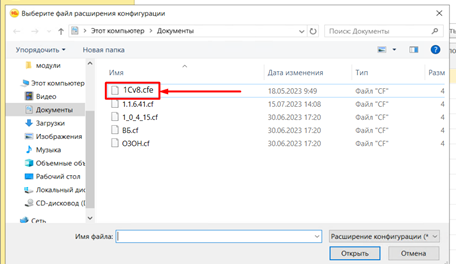 Выберите файл расширения конфигурации
Этот компьютер > Документы
Поиск: Документы
Упорядочить
Новая папка
модули
Этот компьютер
Видео
Документы
Загрузки
Изображения
Музыка
Объемные объ
Рабочий стол
Локальный диск
CD-дисковод (D:)
Сеть
Имя Дата изменения Тип Разм
1Cv8.cfe 18.05.2023 9:49 Файл "CF" 4
1.1.6.41.cf 15.07.2023 14:08 Файл "CF" 4
1_0_4_15.cf 30.06.2023 17:20 Файл "CF" 4
ВБ.cf 30.06.2023 17:20 Файл "CF" 4
ОЗОН.cf 30.06.2023 17:20 Файл "CF" 4
Имя файла:
Расширение конфигурации (*
Открыть Отмена